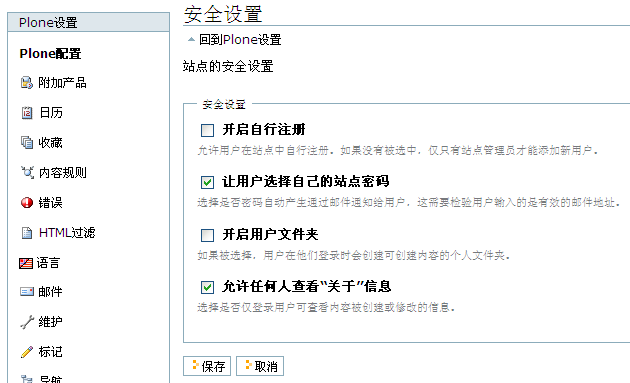 Plone设置
Plone配置
附加产品
日历
收藏
内容规则
错误
HTML过滤
语言
邮件
维护
标记
导航
安全设置
回到Plone设置
站点的安全设置
安全设置
开启自行注册
允许用户在站点中自行注册。如果没有被选中，仅只有站点管理员才能添加新用户。
让用户选择自己的站点密码
选择是否密码自动产生通过邮件通知给用户，这需要检验用户输入的是有效的邮件地址。
开启用户文件夹
如果被选择，用户在他们登录时会创建可创建内容的个人文件夹。
允许任何人查看“关于”信息
选择是否仅登录用户可查看内容被创建或修改的信息。
保存 取消